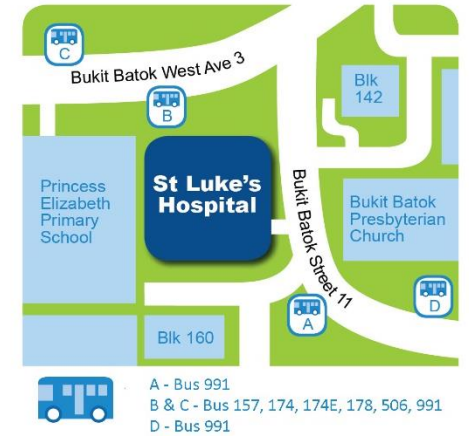 C
Bukit Batok West Ave 3
B
Blk
142
Princess
Elizabeth
Primary
School
St Luke's
Hospital
Bukit Batok Street 11
Bukit Batok
Presbyterian
Church
D
A
Blk 160
A - Bus 991
B & C - Bus 157, 174, 174E, 178, 506, 991
D - Bus 991